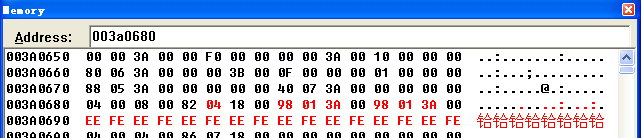 Memory
Address: 003a0680
003A0650 00 00 3A 00 00 F0 00 00 00 00 3A 00 10 00 00 00 ..:.......:.....
003A0660 80 06 3A 00 00 00 3B 00 0F 00 00 00 01 00 00 00 ..:...;.........
003A0670 88 05 3A 00 00 00 00 00 40 07 3A 00 00 00 00 00 ..:.....@.:.....
003A0680 04 00 08 00 82 04 18 00 98 01 3A 00 98 01 3A 00 ..........:...:.
003A0690 EE FE EE FE EE FE EE FE EE FE EE FE EE FE EE FE 铪铪铪铪铪铪铪铪